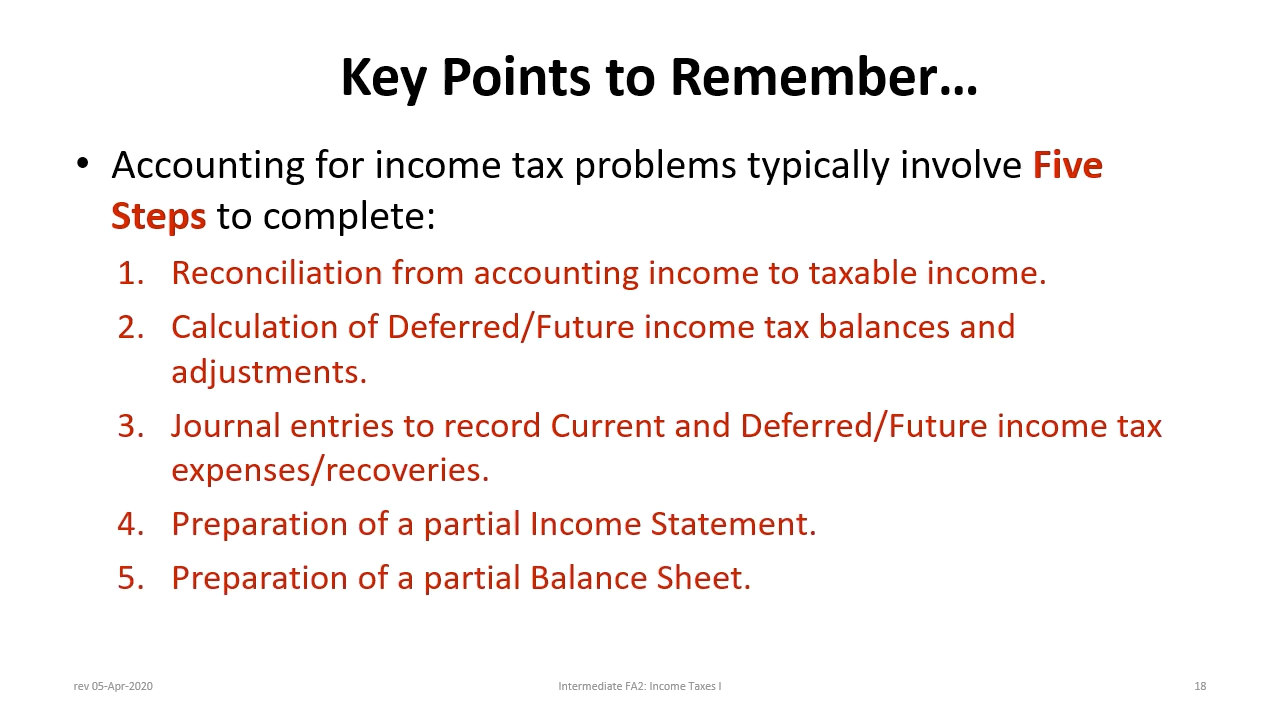 Key Points to Remember…
• Accounting for income tax problems typically involve Five
Steps to complete:
1. Reconciliation from accounting income to taxable income.
2. Calculation of Deferred/Future income tax balances and
adjustments.
3. Journal entries to record Current and Deferred/Future income tax
expenses/recoveries.
4. Preparation of a partial Income Statement.
5. Preparation of a partial Balance Sheet.
rev 05-Apr-2020
Intermediate FA2: Income Taxes I
18